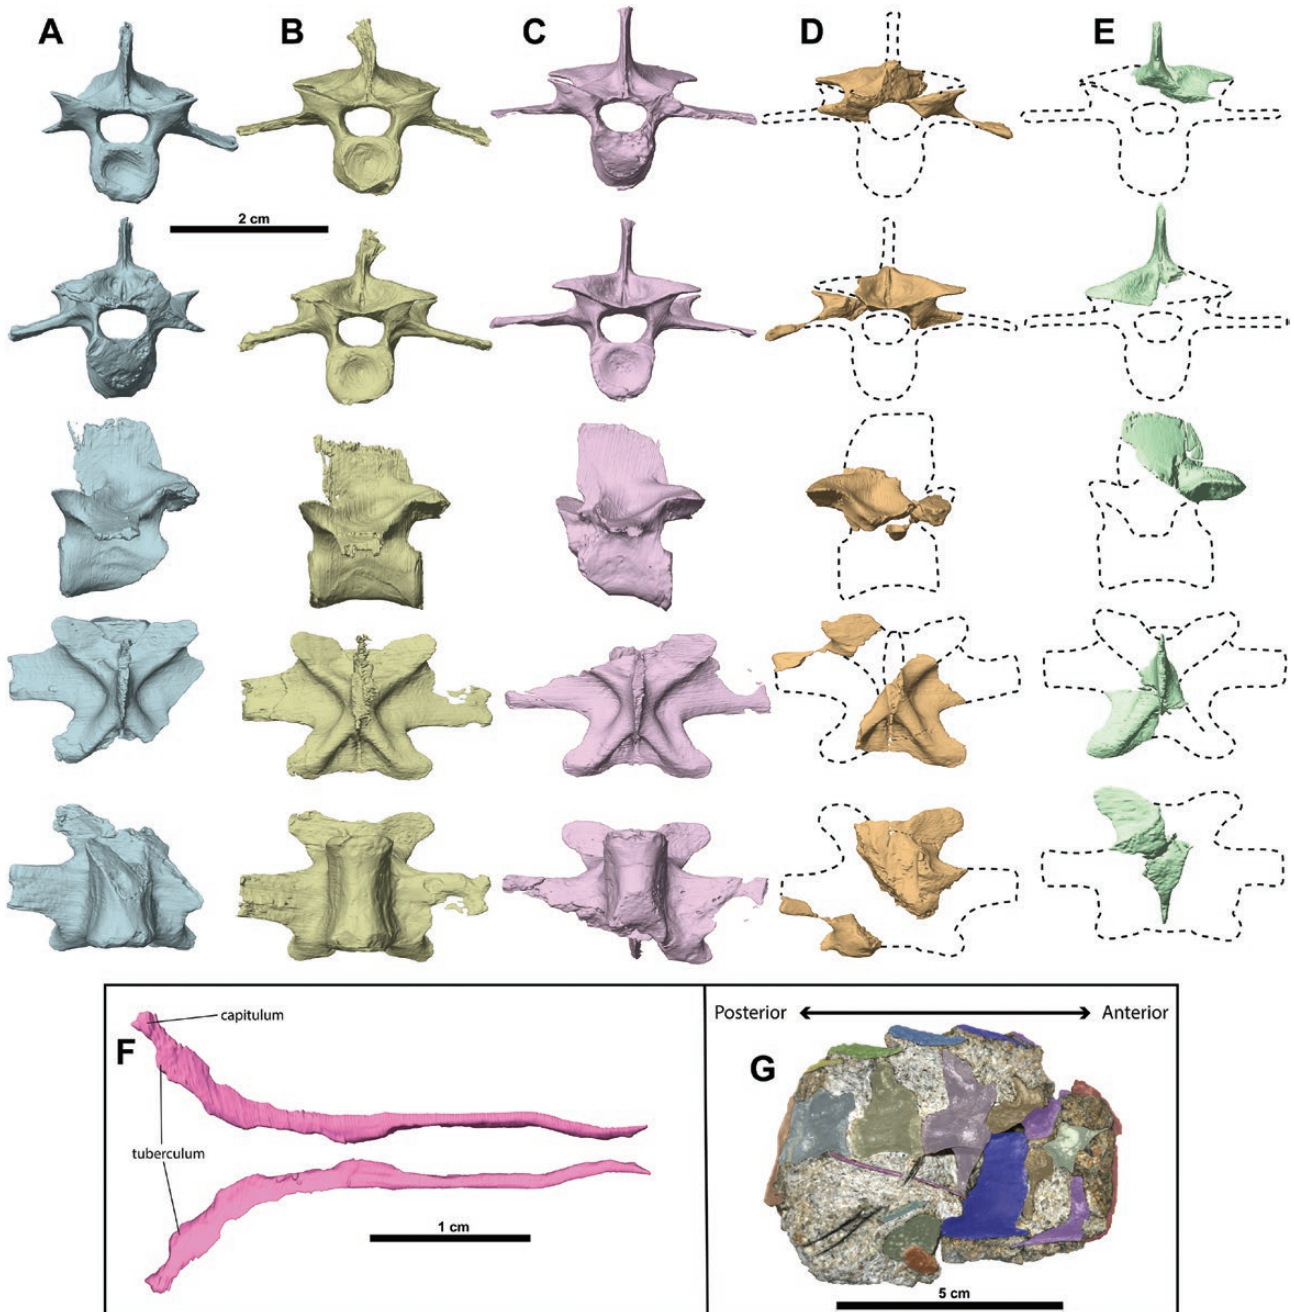 A
B
C
D
E
2 cm
F
capitulum
tuberculum
1 cm
Posterior
Anterior
G
5 cm